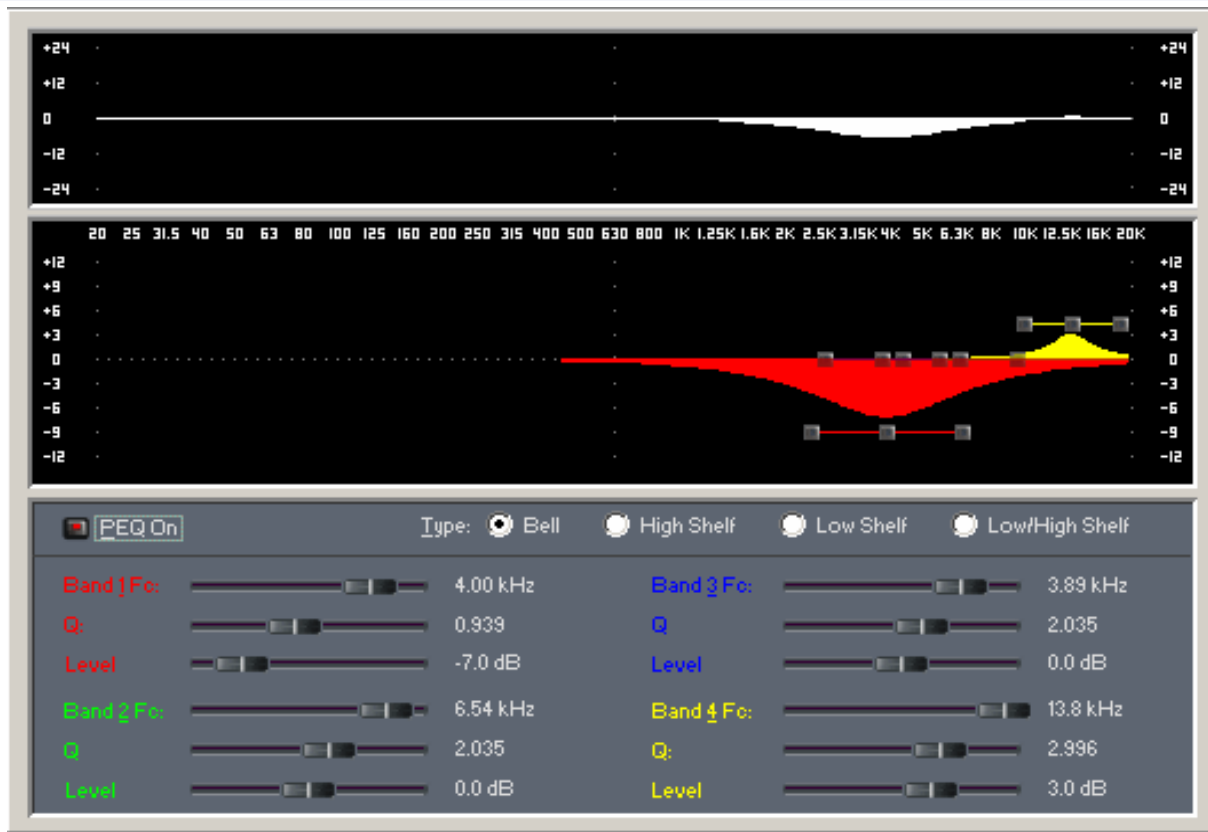 +24 +24
+12 +12
0 0
-12 -12
-24 -24
20 25 31.5 40 50 63 80 100 125 160 200 250 315 400 500 630 800 1K 1.25K 1.6K 2K 2.5K 3.15K 4K 5K 6.3K 8K 10K 12.5K 16K 20K
+12 +12
+9 +9
+6 +6
+3 +3
0 0
-3 -3
-6 -6
-9 -9
-12 -12
PEQ On Type: Bell High Shelf Low Shelf Low/High Shelf
Band 1 Fc: 4.00 kHz Band 3 Fc: 3.89 kHz
Q: 0.939 Q 2.035
Level -7.0 dB Level 0.0 dB
Band 2 Fc: 6.54 kHz Band 4 Fc: 13.8 kHz
Q 2.035 Q: 2.996
Level 0.0 dB Level 3.0 dB